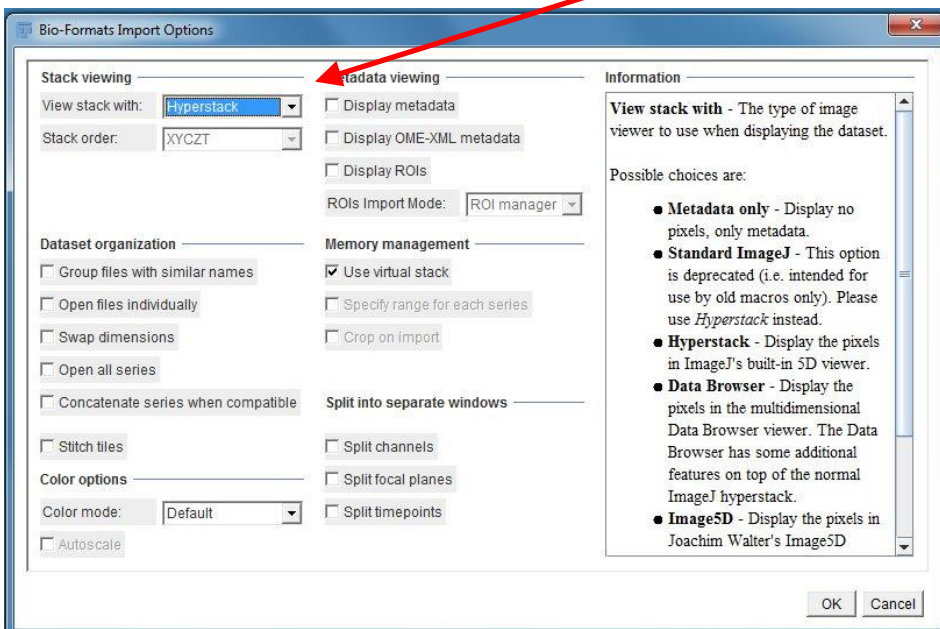 Bio-Formats Import Options
Stack viewing
View stack with: Hyperstack
Stack order: XYCZT
Dataset organization
Group files with similar names
Open files individually
Swap dimensions
Open all series
Concatenate series when compatible
Stitch tiles
Color options
Color mode: Default
Autoscale
Metadata viewing
Display metadata
Display OME-XML metadata
Display ROIs
ROIs Import Mode: ROI manager
Memory management
Use virtual stack
Specify range for each series
Crop on import
Split into separate windows
Split channels
Split focal planes
Split timepoints
Information
View stack with - The type of image
viewer to use when displaying the dataset.
Possible choices are:
Metadata only - Display no
pixels, only metadata.
Standard ImageJ - This option
is deprecated (i.e. intended for
use by old macros only). Please
use Hyperstack instead.
Hyperstack - Display the pixels
in ImageJ's built-in 5D viewer.
Data Browser - Display the
pixels in the multidimensional
Data Browser viewer. The Data
Browser has some additional
features on top of the normal
ImageJ hyperstack.
Image5D - Display the pixels in
Joachim Walter's Image5D
OK Cancel